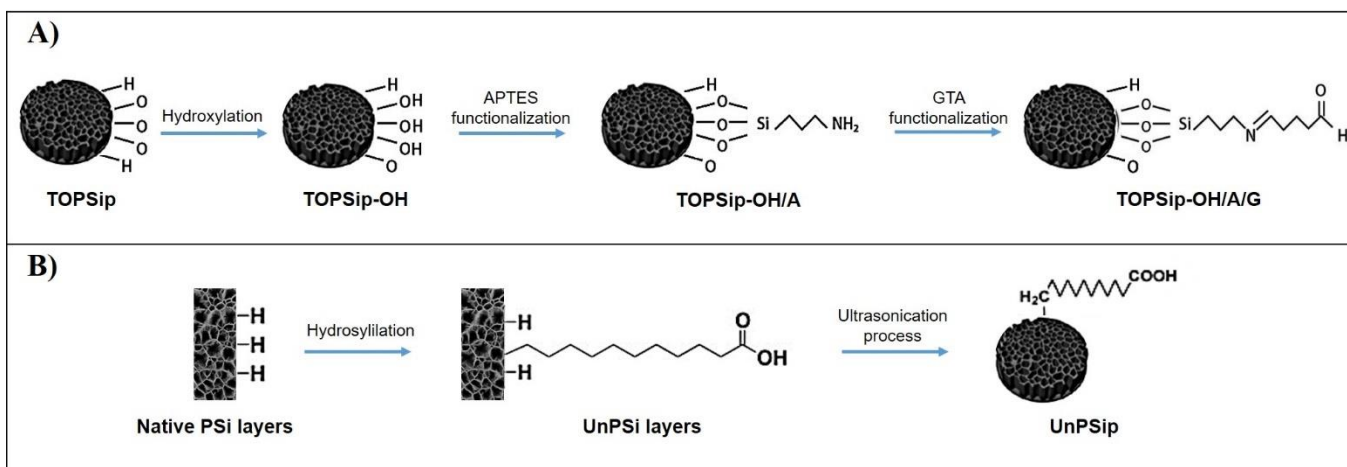 A)
H
O
O
O
H
TOPSip
Hydroxylation
H
OH
OH
OH
O
TOPSip-OH
APTES
functionalization
H
O
O
O
O
Si
NH₂
TOPSip-OH/A
GTA
functionalization
H
O
O
O
O
Si
N
O
H
TOPSip-OH/A/G
B)
H
H
H
Native PSi layers
Hydrosylilation
H
H
O
OH
UnPSi layers
Ultrasonication
process
H₂C
COOH
UnPSip